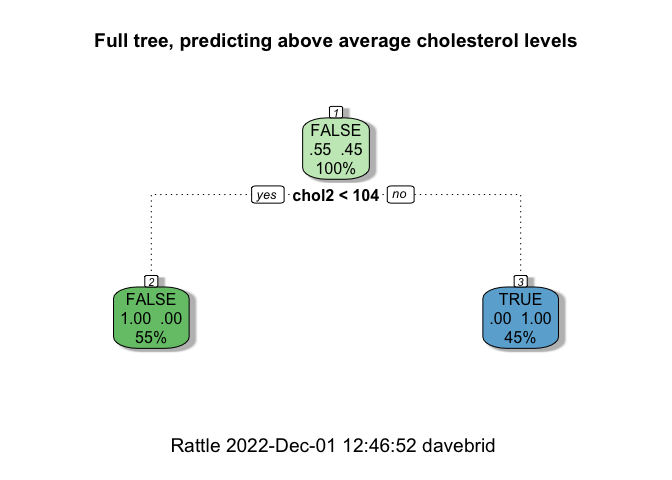 Full tree, predicting above average cholesterol levels
1
FALSE
.55 .45
100%
yes chol2 < 104 no
2
FALSE
1.00 .00
55%
3
TRUE
.00 1.00
45%
Rattle 2022-Dec-01 12:46:52 davebrid